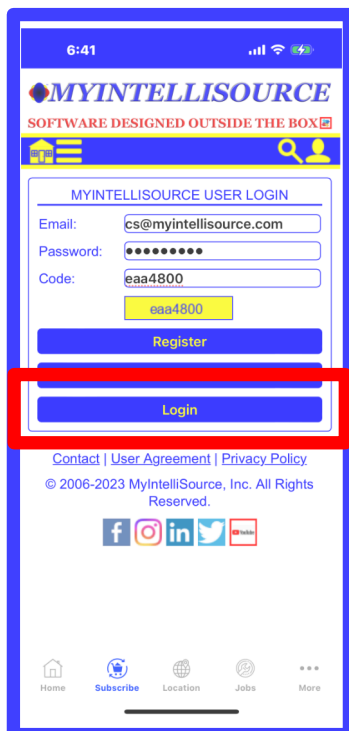 6:41
MYINTELLISOURCE
SOFTWARE DESIGNED OUTSIDE THE BOX
MYINTELLISOURCE USER LOGIN
Email: cs@myintellisource.com
Password: ●●●●●●●●●
Code: eaa4800
eaa4800
Register
Login
Contact | User Agreement | Privacy Policy
© 2006-2023 MyIntelliSource, Inc. All Rights
Reserved.
Home Subscribe Location Jobs More